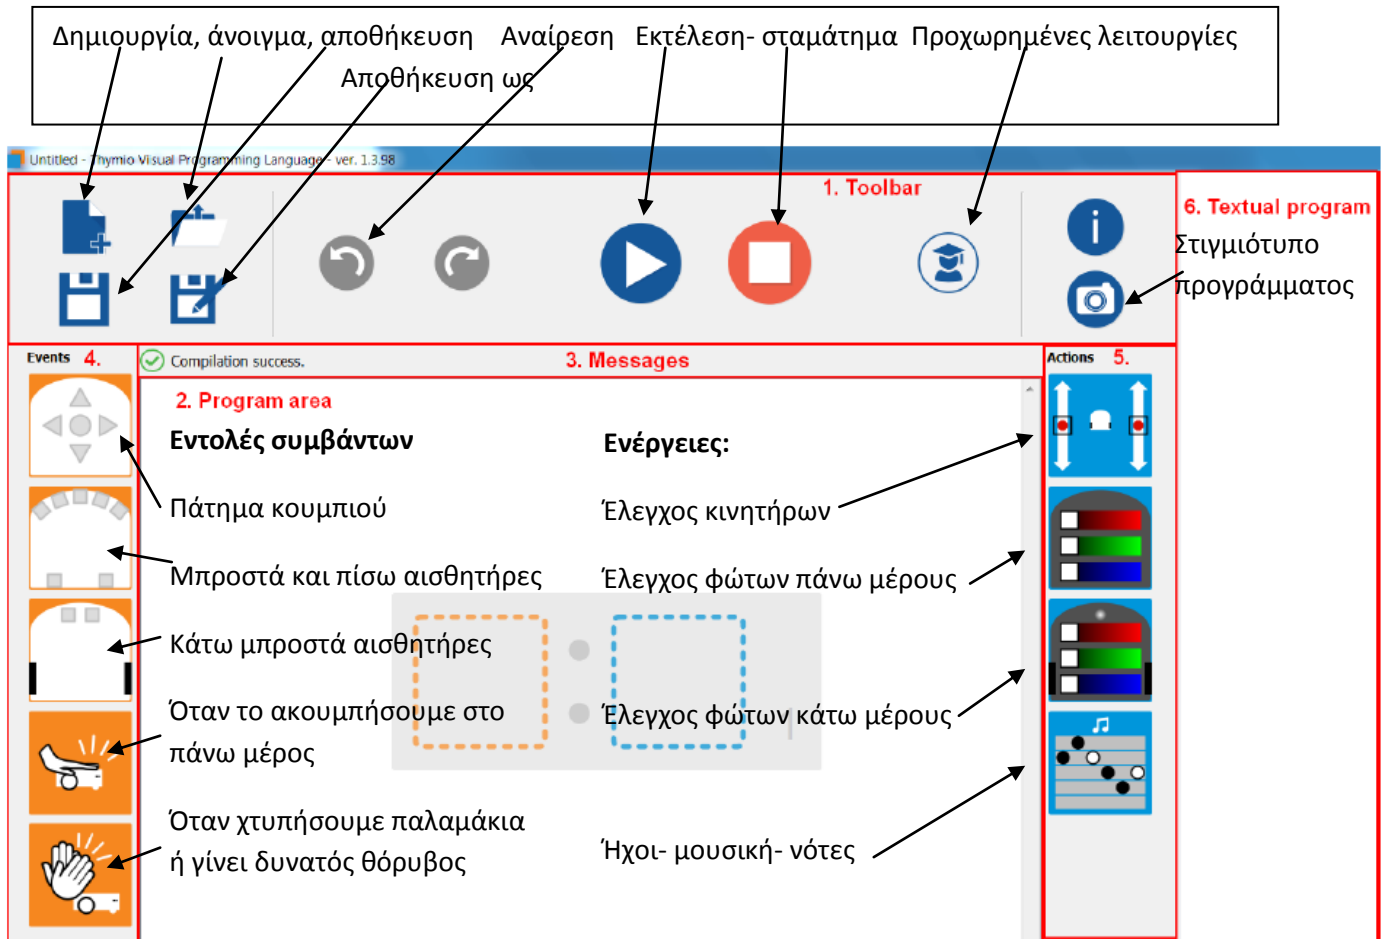 Δημιουργία, άνοιγμα, αποθήκευση Αναίρεση Εκτέλεση- σταμάτημα Προχωρημένες λειτουργίες
Αποθήκευση ως
Untitled - Thymio Visual Programming Language - ver. 1.3.98
1. Toolbar
6. Textual program
Στιγμιότυπο
προγράμματος
Events 4.
Compilation success.
3. Messages
Actions 5.
2. Program area
Εντολές συμβάντων
Ενέργειες:
Πάτημα κουμπιού
Έλεγχος κινητήρων
Μπροστά και πίσω αισθητήρες
Έλεγχος φώτων πάνω μέρους
Κάτω μπροστά αισθητήρες
Όταν το ακουμπήσουμε στο
πάνω μέρος
Έλεγχος φώτων κάτω μέρους
Όταν χτυπήσουμε παλαμάκια
ή γίνει δυνατός θόρυβος
Ήχοι- μουσική- νότες